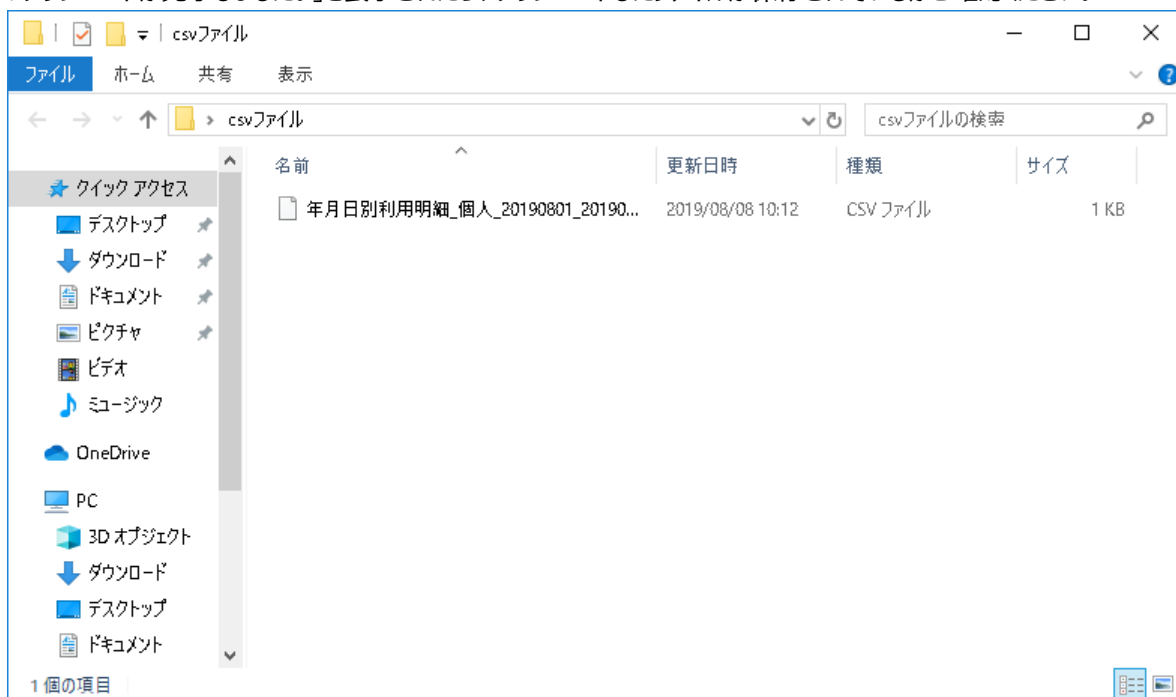 csvファイル
ファイル ホーム 共有 表示
csvファイル csvファイルの検索
名前 更新日時 種類 サイズ
年月日別利用明細_個人_20190801_20190... 2019/08/08 10:12 CSV ファイル 1 KB
クイック アクセス
デスクトップ
ダウンロード
ドキュメント
ピクチャ
ビデオ
ミュージック
OneDrive
PC
3D オブジェクト
ダウンロード
デスクトップ
ドキュメント
1 個の項目